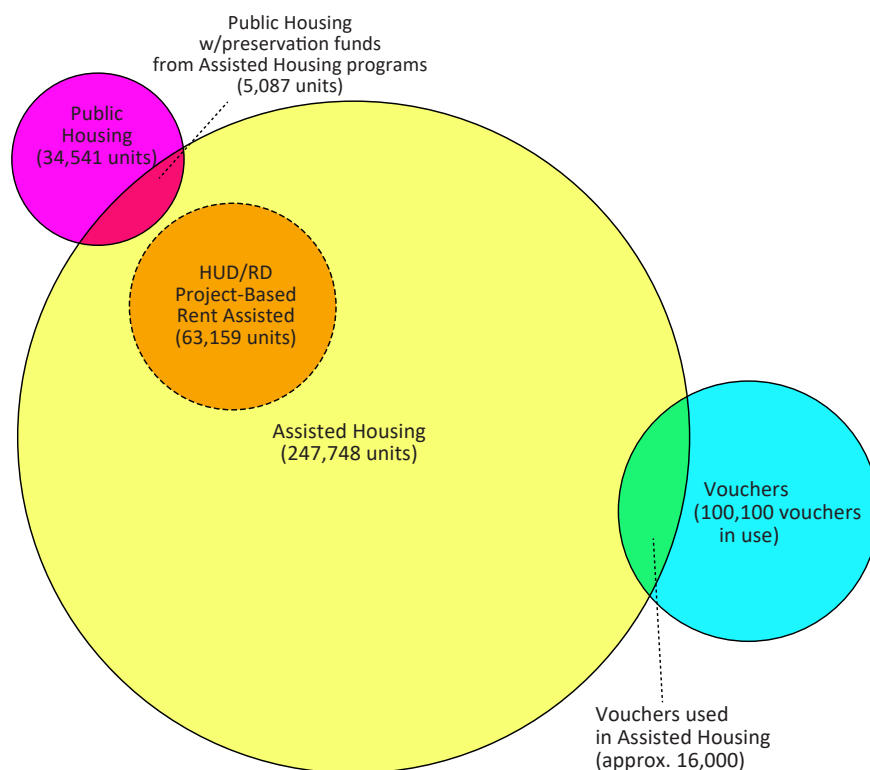 Public Housing
w/preservation funds
from Assisted Housing programs
(5,087 units)
Public
Housing
(34,541 units)
HUD/RD
Project-Based
Rent Assisted
(63,159 units)
Assisted Housing
(247,748 units)
Vouchers
(100,100 vouchers
in use)
Vouchers used
in Assisted Housing
(approx. 16,000)